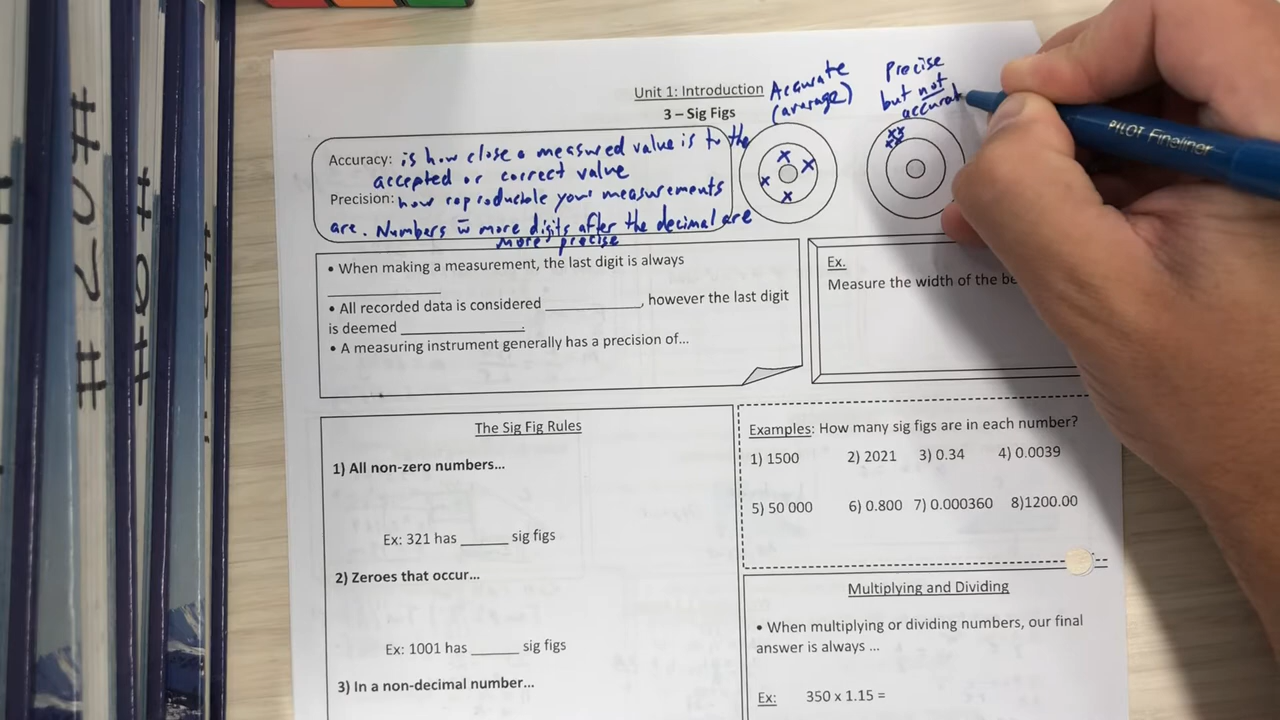 Unit 1: Introduction
3 – Sig Figs
Accurate
(average)
Precise
but not
accurat
Accuracy: is how close a measured value is to the
accepted or correct value
Precision: how reproducible your measurements
are. Numbers w̅ more digits after the decimal are
more precise
• When making a measurement, the last digit is always
____________
• All recorded data is considered ____________, however the last digit
is deemed ____________.
• A measuring instrument generally has a precision of...
Ex.
Measure the width of the be
The Sig Fig Rules
1) All non-zero numbers...
Ex: 321 has ______ sig figs
2) Zeroes that occur...
Ex: 1001 has ______ sig figs
3) In a non-decimal number...
Examples: How many sig figs are in each number?
1) 1500 2) 2021 3) 0.34 4) 0.0039
5) 50 000 6) 0.800 7) 0.000360 8)1200.00
Multiplying and Dividing
• When multiplying or dividing numbers, our final
answer is always ...
Ex: 350 x 1.15 =
PILOT Fineliner